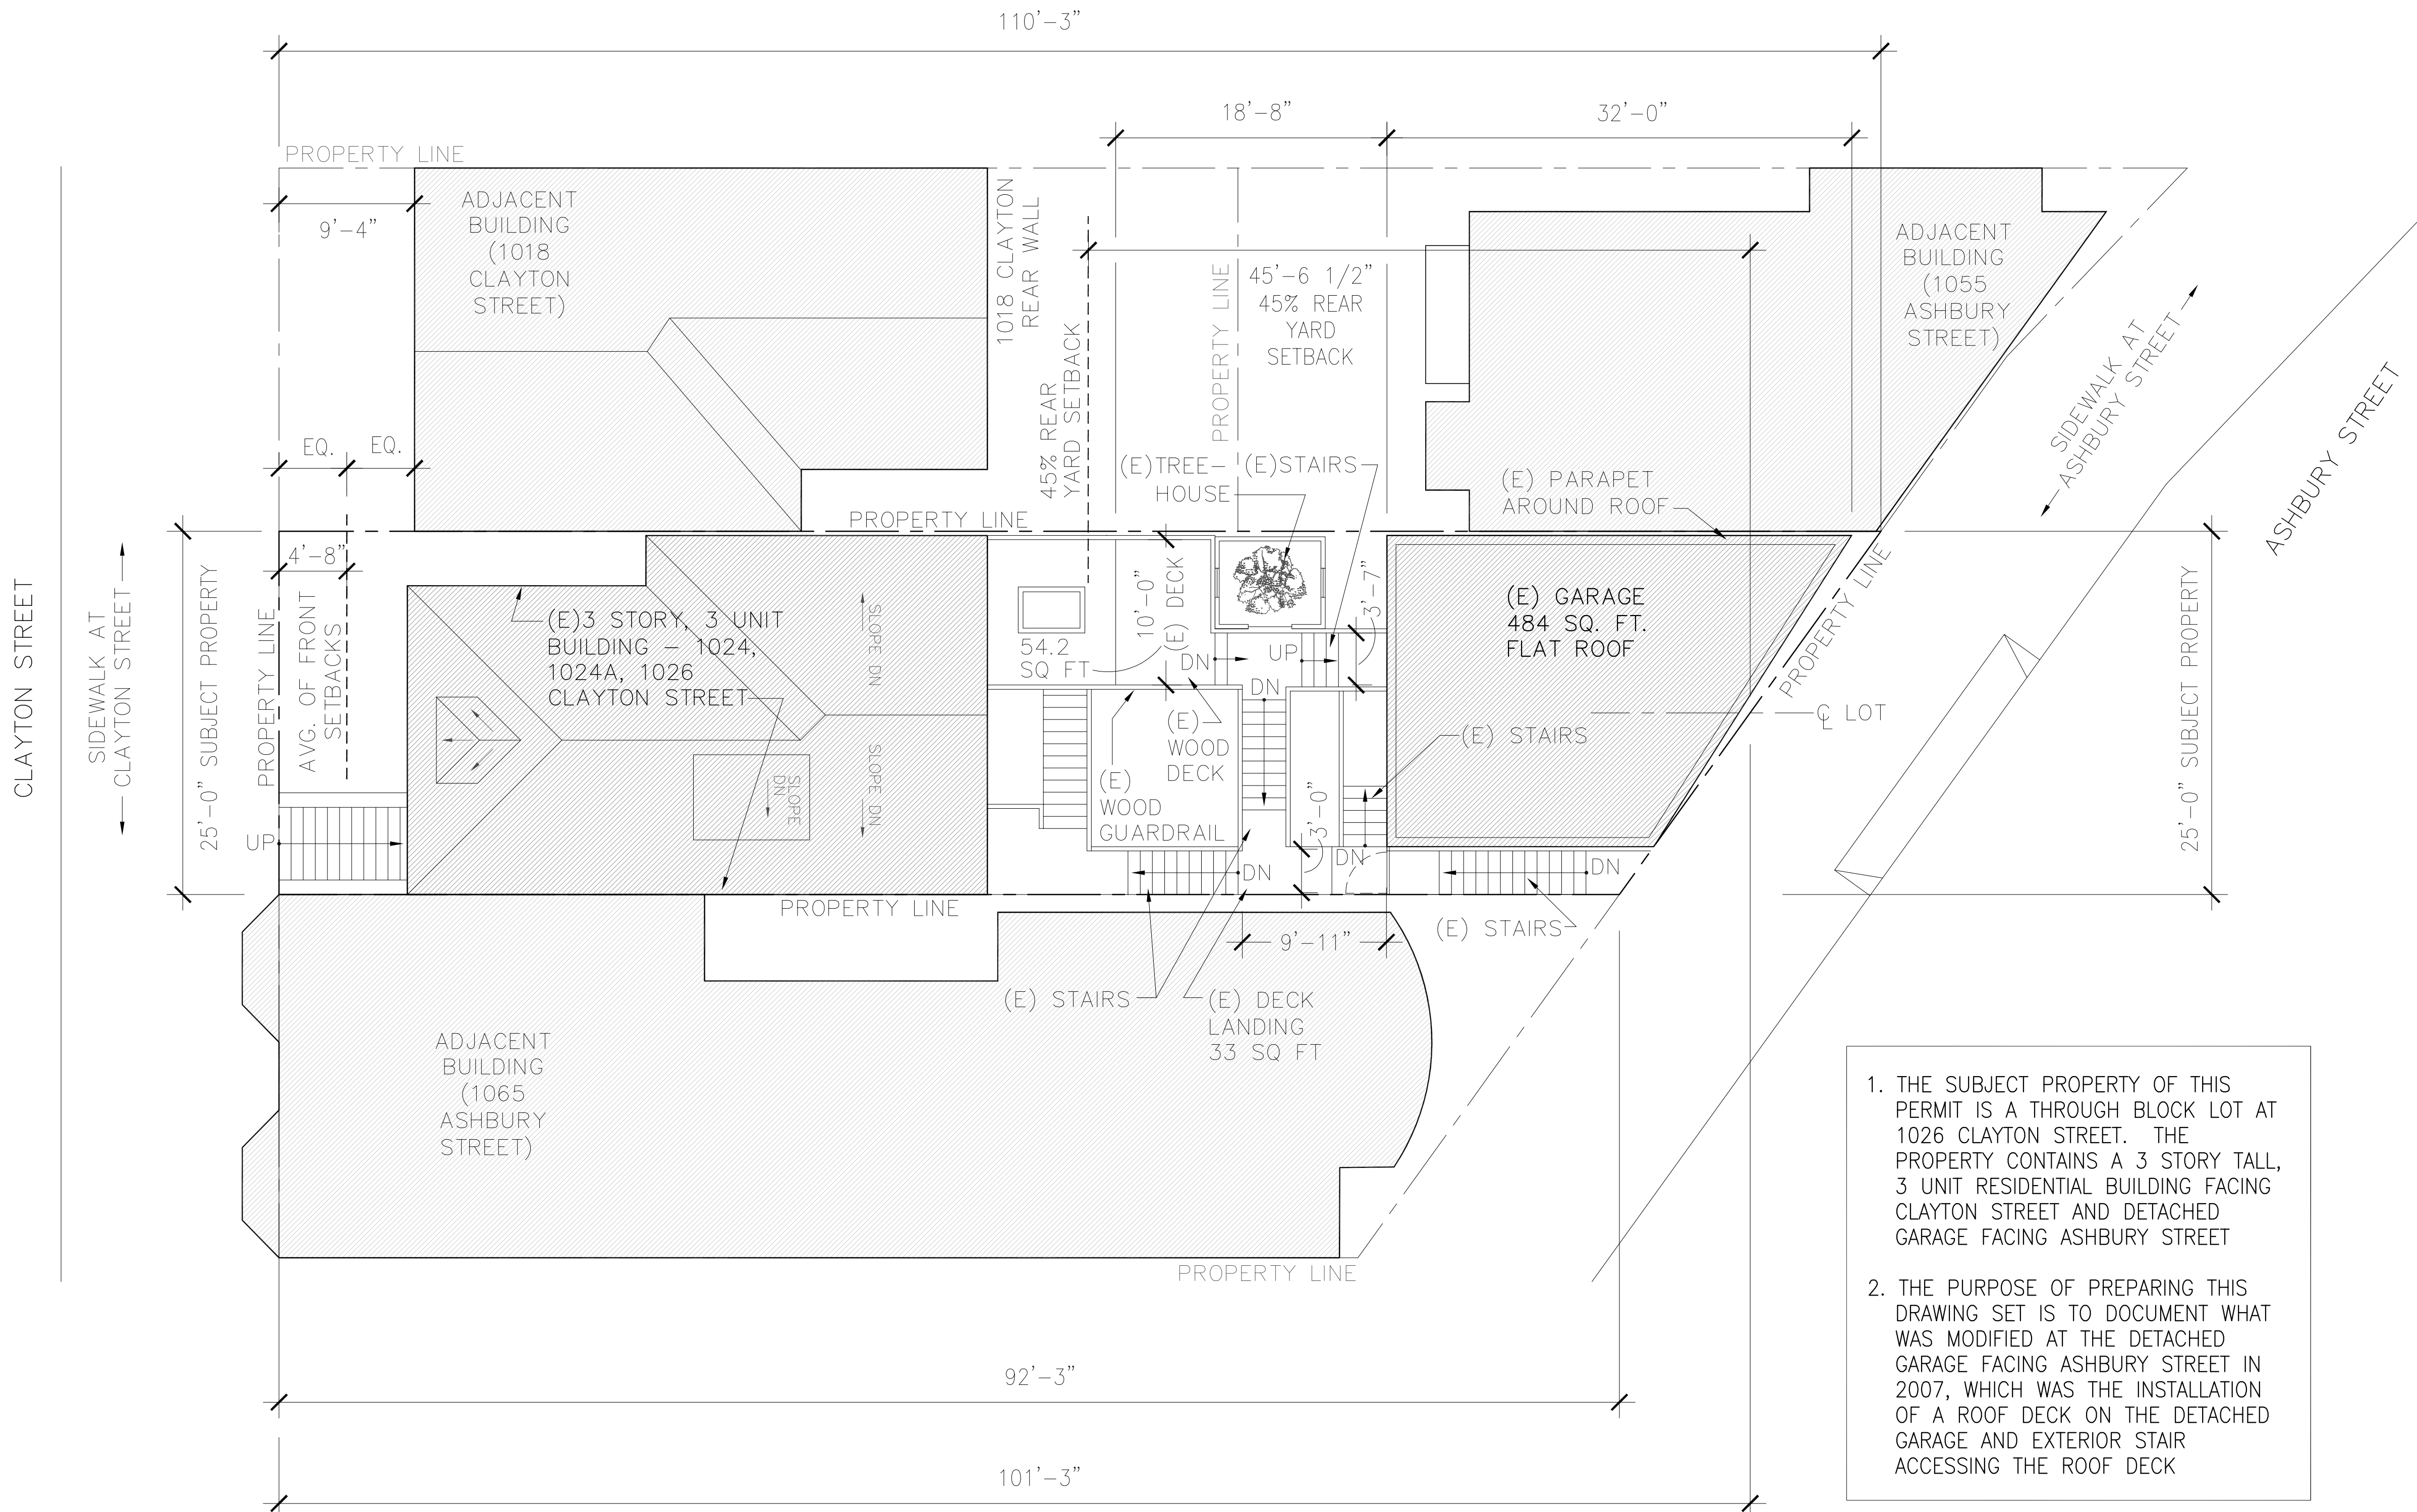 110'-3"
18'-8"
32'-0"
PROPERTY LINE
9'-4"
ADJACENT
BUILDING
(1018
CLAYTON
STREET)
1018 CLAYTON
REAR WALL
45% REAR
YARD SETBACK
PROPERTY LINE
45'-6 1/2"
45% REAR
YARD
SETBACK
ADJACENT
BUILDING
(1055
ASHBURY
STREET)
SIDEWALK AT
ASHBURY STREET
ASHBURY STREET
EQ.
EQ.
(E)TREE-
HOUSE
(E)STAIRS
(E) PARAPET
AROUND ROOF
PROPERTY LINE
CLAYTON STREET
SIDEWALK AT
CLAYTON STREET
25'-0" SUBJECT PROPERTY
PROPERTY LINE
4'-8"
AVG. OF FRONT
SETBACKS
(E)3 STORY, 3 UNIT
BUILDING – 1024,
1024A, 1026
CLAYTON STREET
SLOPE DN
SLOPE DN
SLOPE
DN
54.2
SQ FT
10'-0"
(E) DECK
3'-7"
DN
UP
DN
(E)
WOOD
DECK
(E)
WOOD
GUARDRAIL
(E) GARAGE
484 SQ. FT.
FLAT ROOF
PROPERTY LINE
℄ LOT
(E) STAIRS
25'-0" SUBJECT PROPERTY
3'-0"
UP
DN
DN
DN
PROPERTY LINE
9'-11"
(E) STAIRS
(E) STAIRS
(E) DECK
LANDING
33 SQ FT
ADJACENT
BUILDING
(1065
ASHBURY
STREET)
PROPERTY LINE
92'-3"
101'-3"
1. THE SUBJECT PROPERTY OF THIS
PERMIT IS A THROUGH BLOCK LOT AT
1026 CLAYTON STREET. THE
PROPERTY CONTAINS A 3 STORY TALL,
3 UNIT RESIDENTIAL BUILDING FACING
CLAYTON STREET AND DETACHED
GARAGE FACING ASHBURY STREET
2. THE PURPOSE OF PREPARING THIS
DRAWING SET IS TO DOCUMENT WHAT
WAS MODIFIED AT THE DETACHED
GARAGE FACING ASHBURY STREET IN
2007, WHICH WAS THE INSTALLATION
OF A ROOF DECK ON THE DETACHED
GARAGE AND EXTERIOR STAIR
ACCESSING THE ROOF DECK